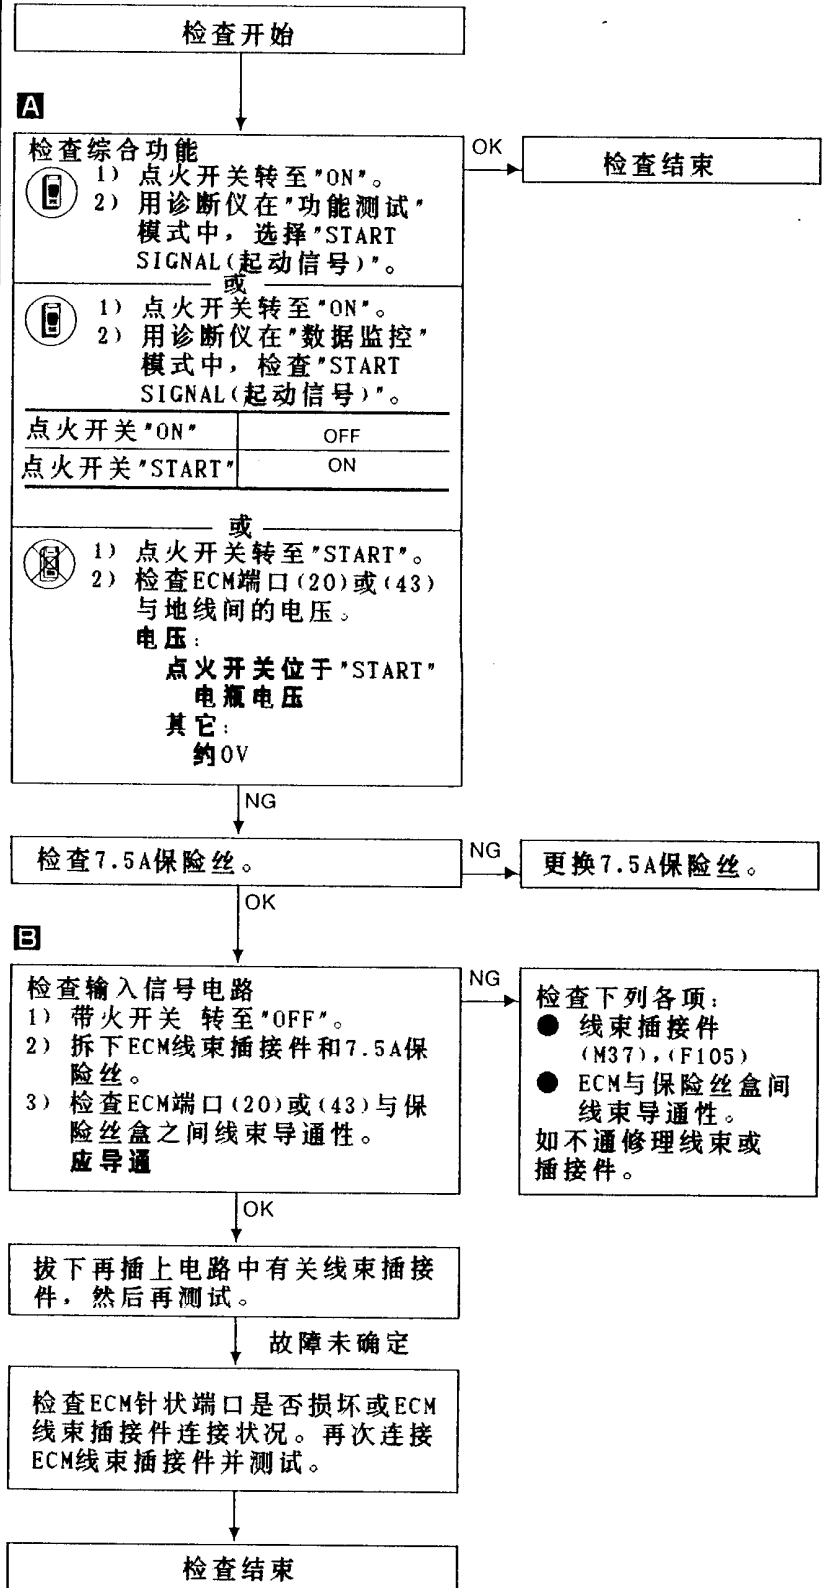 检查开始
A
检查综合功能
1) 点火开关转至"ON"。
2) 用诊断仪在"功能测试"
模式中，选择"START
SIGNAL(起动信号)"。
或
1) 点火开关转至"ON"。
2) 用诊断仪在"数据监控"
模式中，检查"START
SIGNAL(起动信号)"。
点火开关"ON" OFF
点火开关"START" ON
或
1) 点火开关转至"START"。
2) 检查ECM端口(20)或(43)
与地线间的电压。
电压：
点火开关位于"START"
电瓶电压
其它：
约0V
OK
检查结束
NG
检查7.5A保险丝。
NG
更换7.5A保险丝。
OK
B
检查输入信号电路
1) 带火开关 转至"OFF"。
2) 拆下ECM线束插接件和7.5A保
险丝。
3) 检查ECM端口(20)或(43)与保
险丝盒之间线束导通性。
应导通
NG
检查下列各项：
● 线束插接件
(M37),(F105)
● ECM与保险丝盒间
线束导通性。
如不通修理线束或
插接件。
OK
拔下再插上电路中有关线束插接
件，然后再测试。
故障未确定
检查ECM针状端口是否损坏或ECM
线束插接件连接状况。再次连接
ECM线束插接件并测试。
检查结束